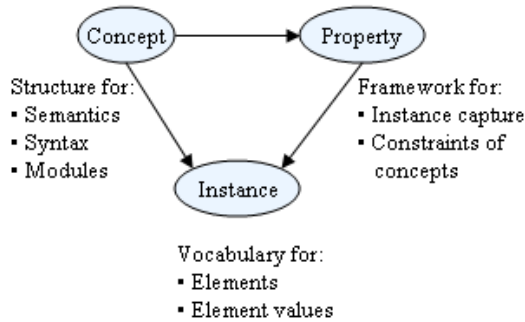 Concept
Property
Structure for:
▪ Semantics
▪ Syntax
▪ Modules
Framework for:
▪ Instance capture
▪ Constraints of
concepts
Instance
Vocabulary for:
▪ Elements
▪ Element values